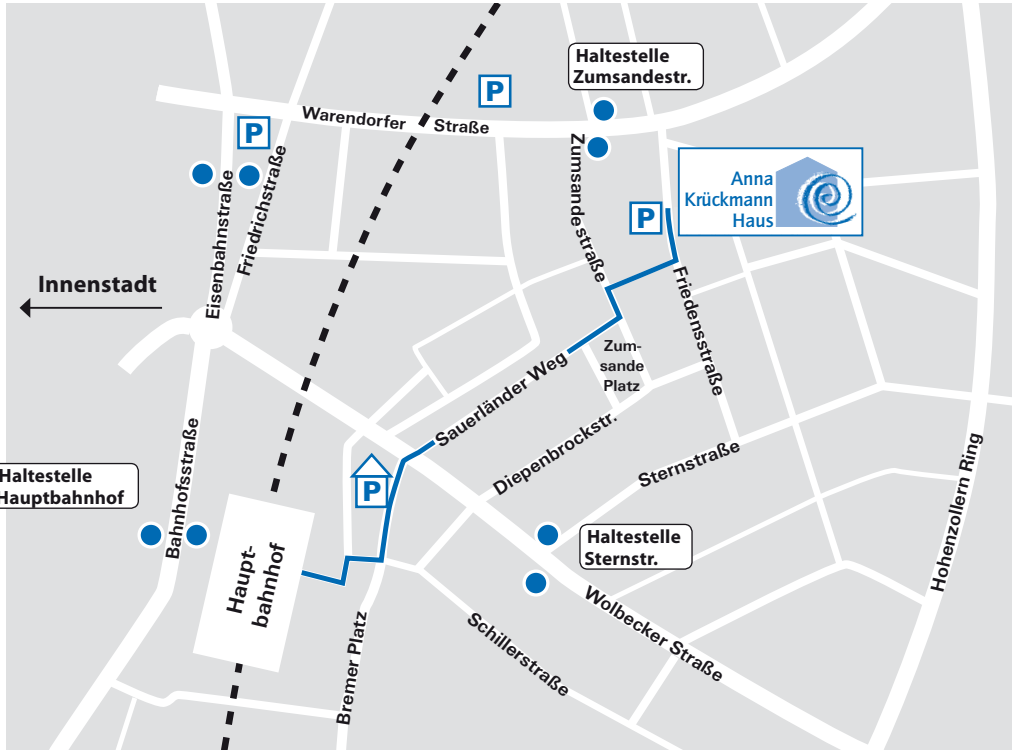 Haltestelle
Zumsandestr.
P
Warendorfer Straße
P
Zumsandestraße
Eisenbahnstraße
Friedrichstraße
Anna
Krückmann
Haus
P
Innenstadt
Friedensstraße
Zum-
sande
Platz
Sauerländer Weg
Diepenbrockstr.
Sternstraße
Hohenzollern Ring
Haltestelle
Hauptbahnhof
P
Bahnhofsstraße
Haupt-
bahnhof
Haltestelle
Sternstr.
Wolbecker Straße
Schillerstraße
Bremer Platz